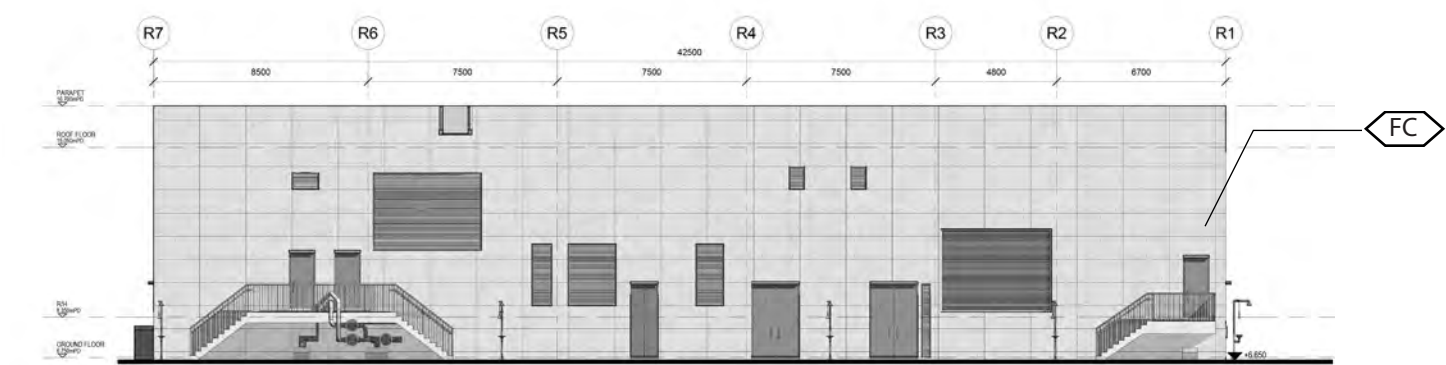 R7 R6 R5 R4 R3 R2 R1
42500
8500 7500 7500 7500 4800 6700
PARAPET
FC
ROOF FLOOR
GROUND FLOOR
+6.650